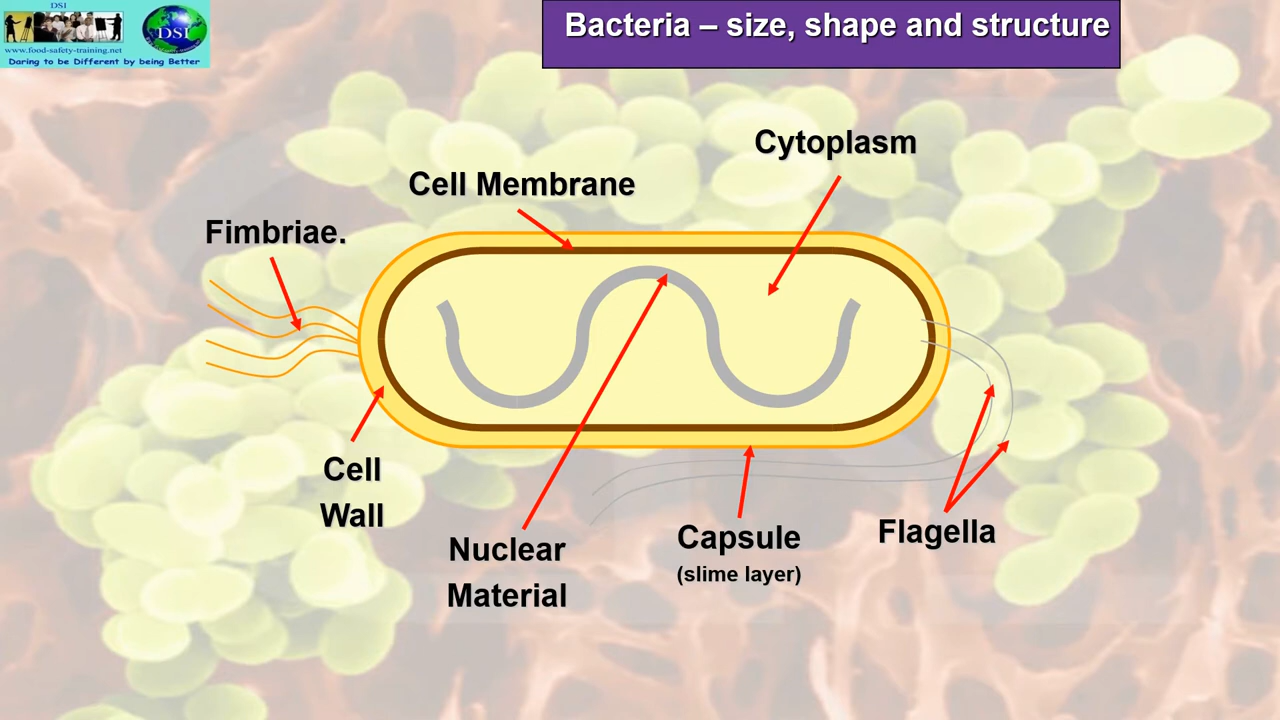 DSI
DSI
www.food-safety-training.net
Daring to be Different by being Better
Bacteria – size, shape and structure
Cytoplasm
Cell Membrane
Fimbriae.
Cell
Wall
Nuclear
Material
Capsule
(slime layer)
Flagella